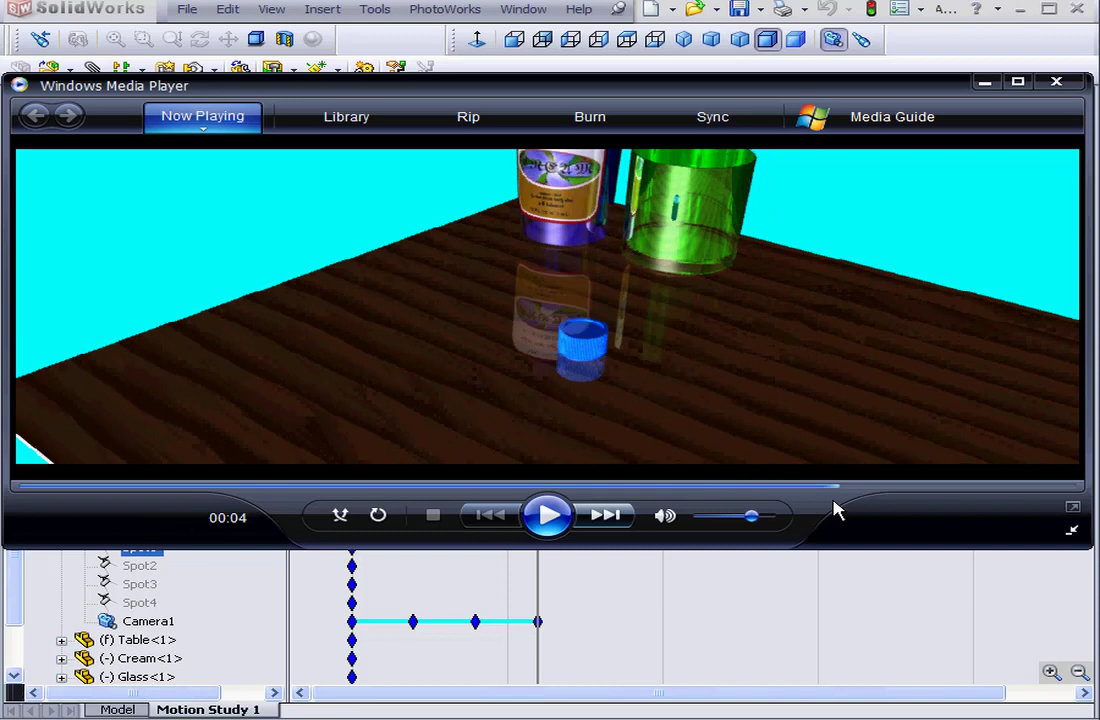 SolidWorks File Edit View Insert Tools PhotoWorks Window Help A... ?
Windows Media Player
Now Playing Library Rip Burn Sync Media Guide
00:04
Spot2
Spot3
Spot4
Camera1
(f) Table<1>
(-) Cream<1>
(-) Glass<1>
Model Motion Study 1